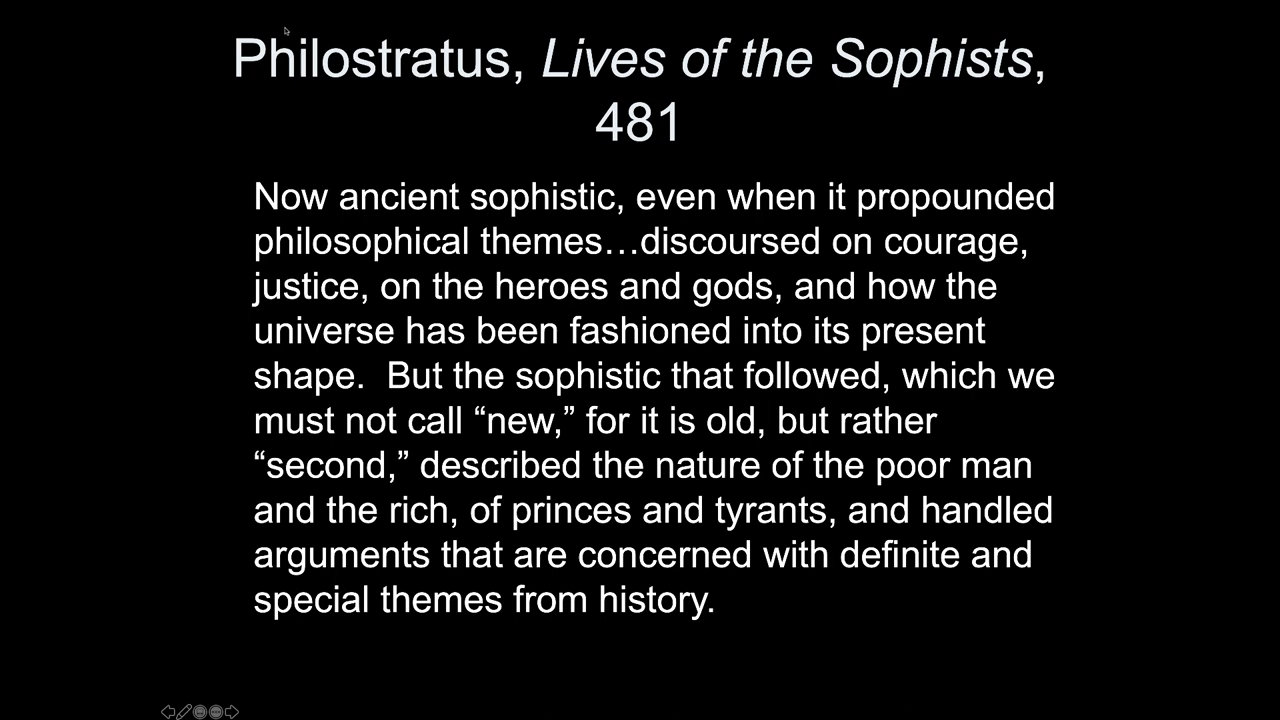 Philostratus, Lives of the Sophists,
481
Now ancient sophistic, even when it propounded
philosophical themes…discoursed on courage,
justice, on the heroes and gods, and how the
universe has been fashioned into its present
shape.  But the sophistic that followed, which we
must not call “new,” for it is old, but rather
“second,” described the nature of the poor man
and the rich, of princes and tyrants, and handled
arguments that are concerned with definite and
special themes from history.